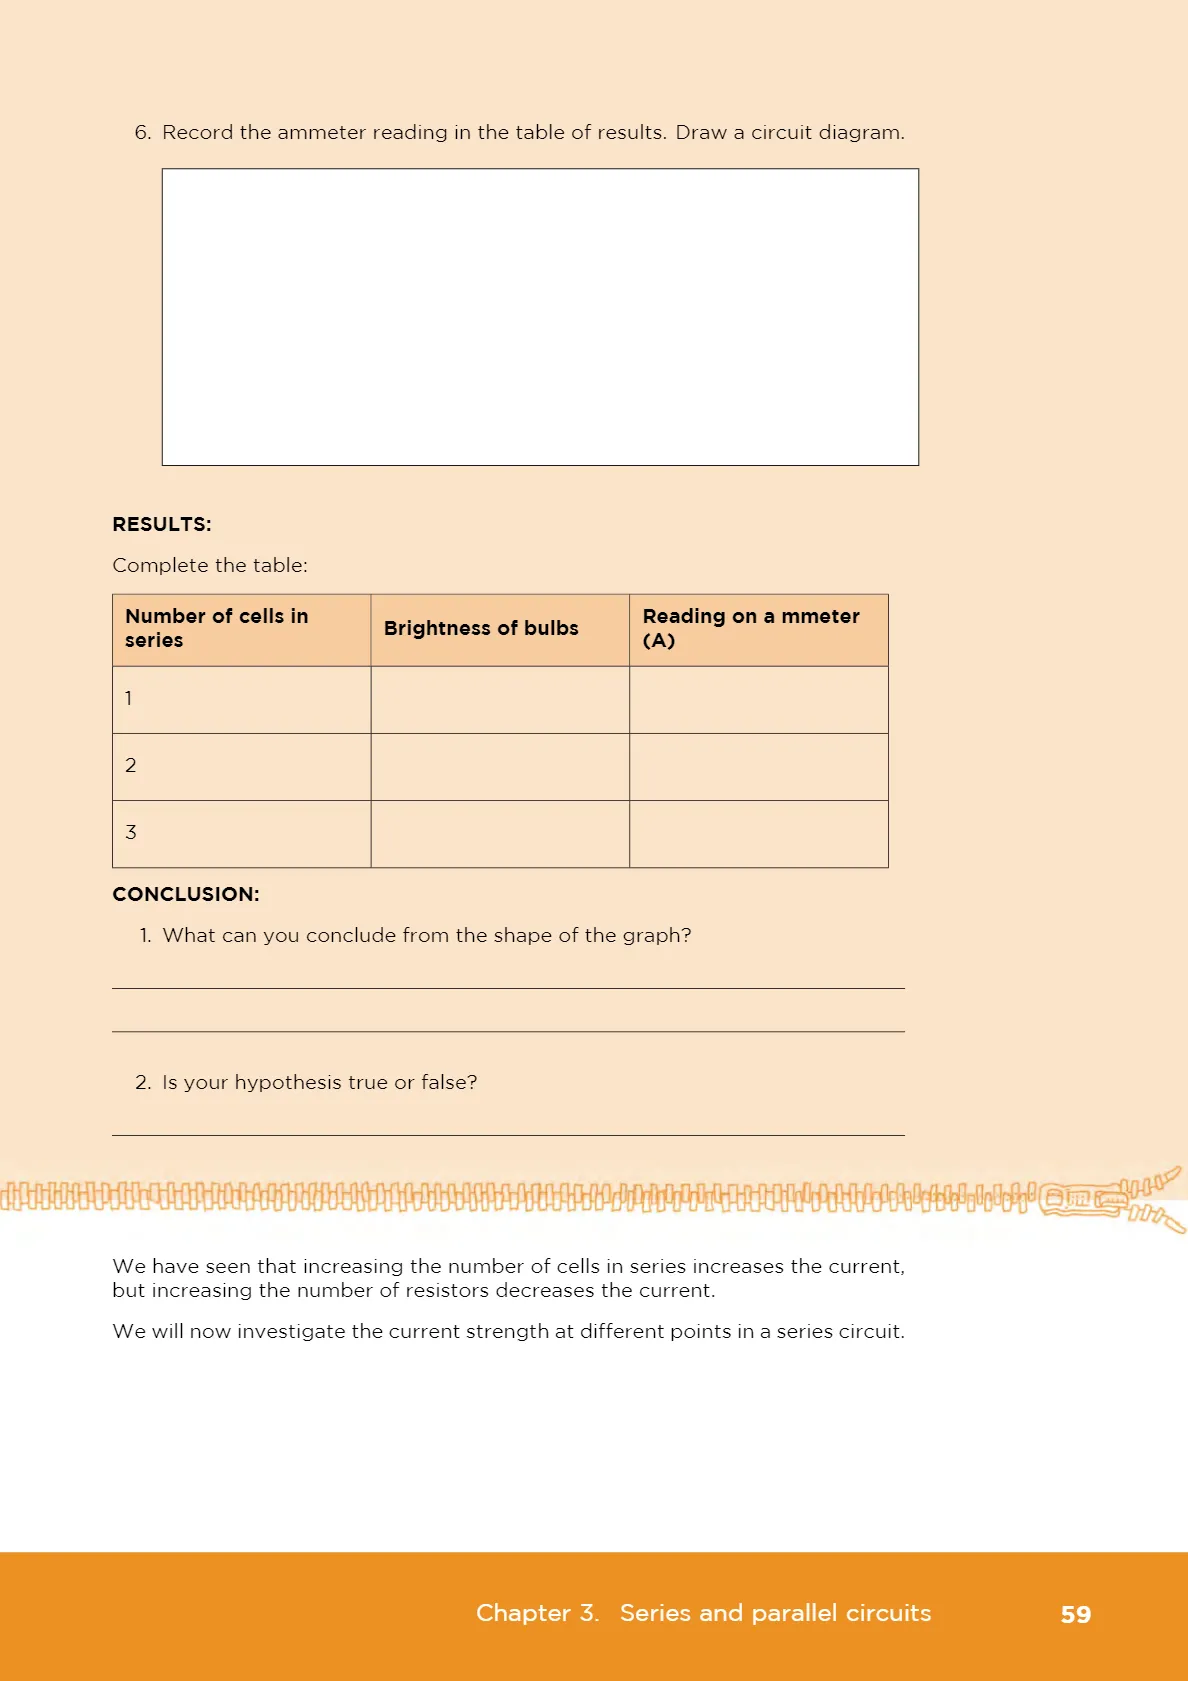 6. Record the ammeter reading in the table of results. Draw a circuit diagram.
RESULTS:
Complete the table:
Number of cells in
series
Brightness of bulbs
Reading on a mmeter
(A)
1
2
3
CONCLUSION:
1. What can you conclude from the shape of the graph?
2. Is your hypothesis true or false?
We have seen that increasing the number of cells in series increases the current,
but increasing the number of resistors decreases the current.
We will now investigate the current strength at different points in a series circuit.
Chapter 3. Series and parallel circuits 59